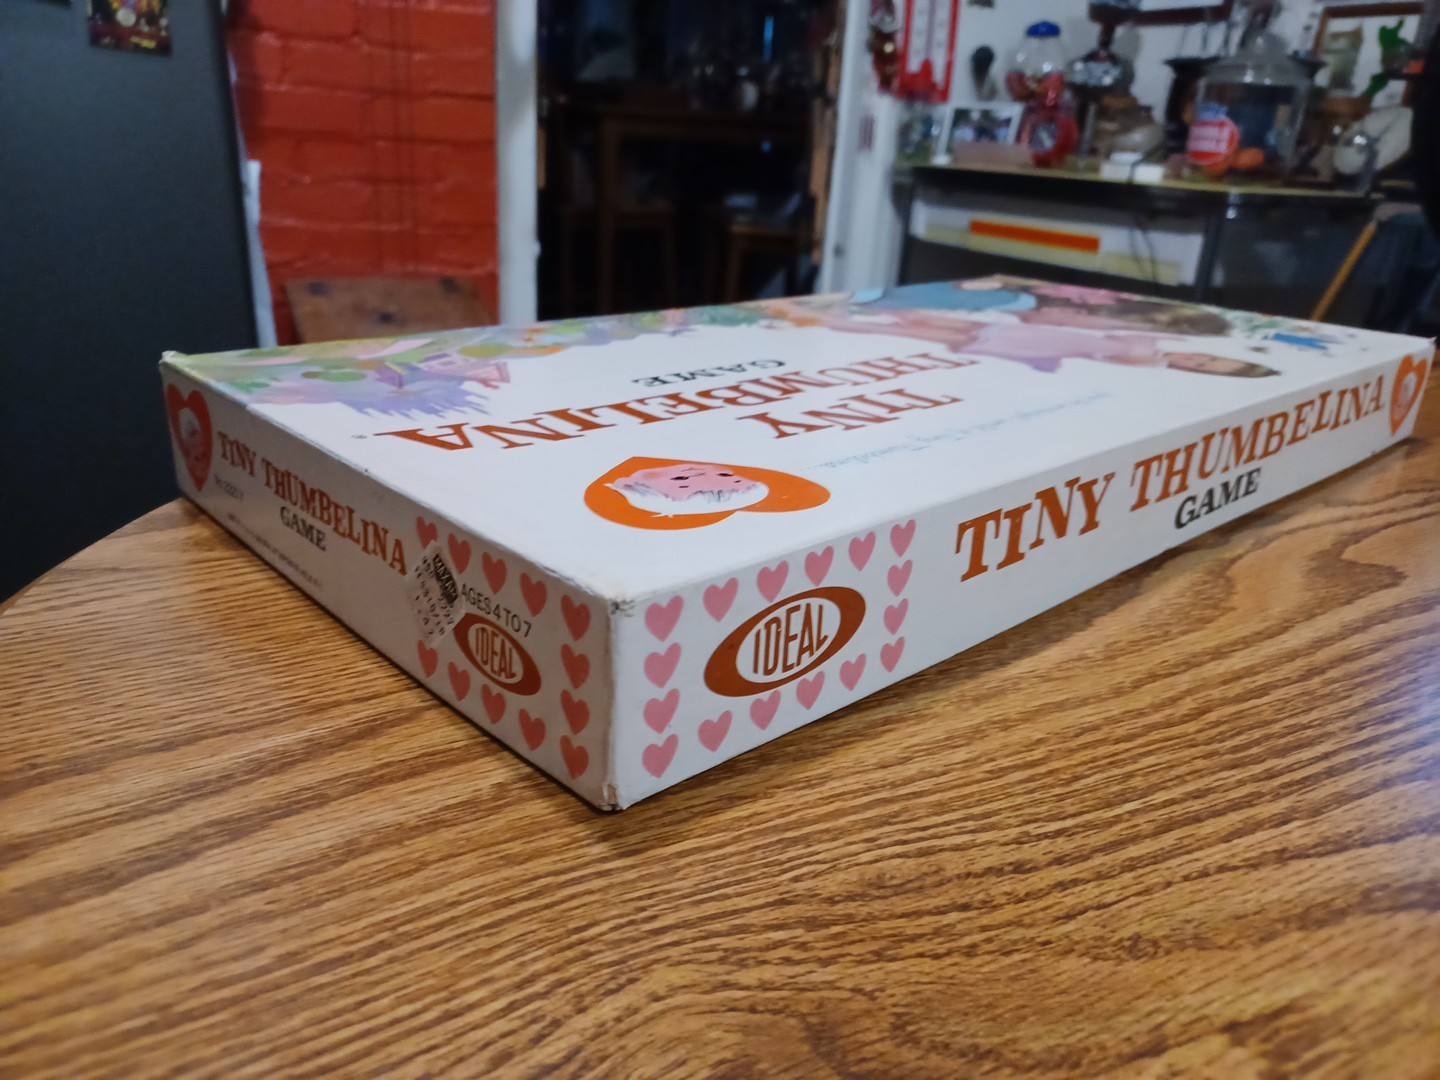 TINY
THUMBELINA®
GAME
TINY THUMBELINA
GAME
AGES 4 TO 7
IDEAL
IDEAL
TINY THUMBELINA
GAME